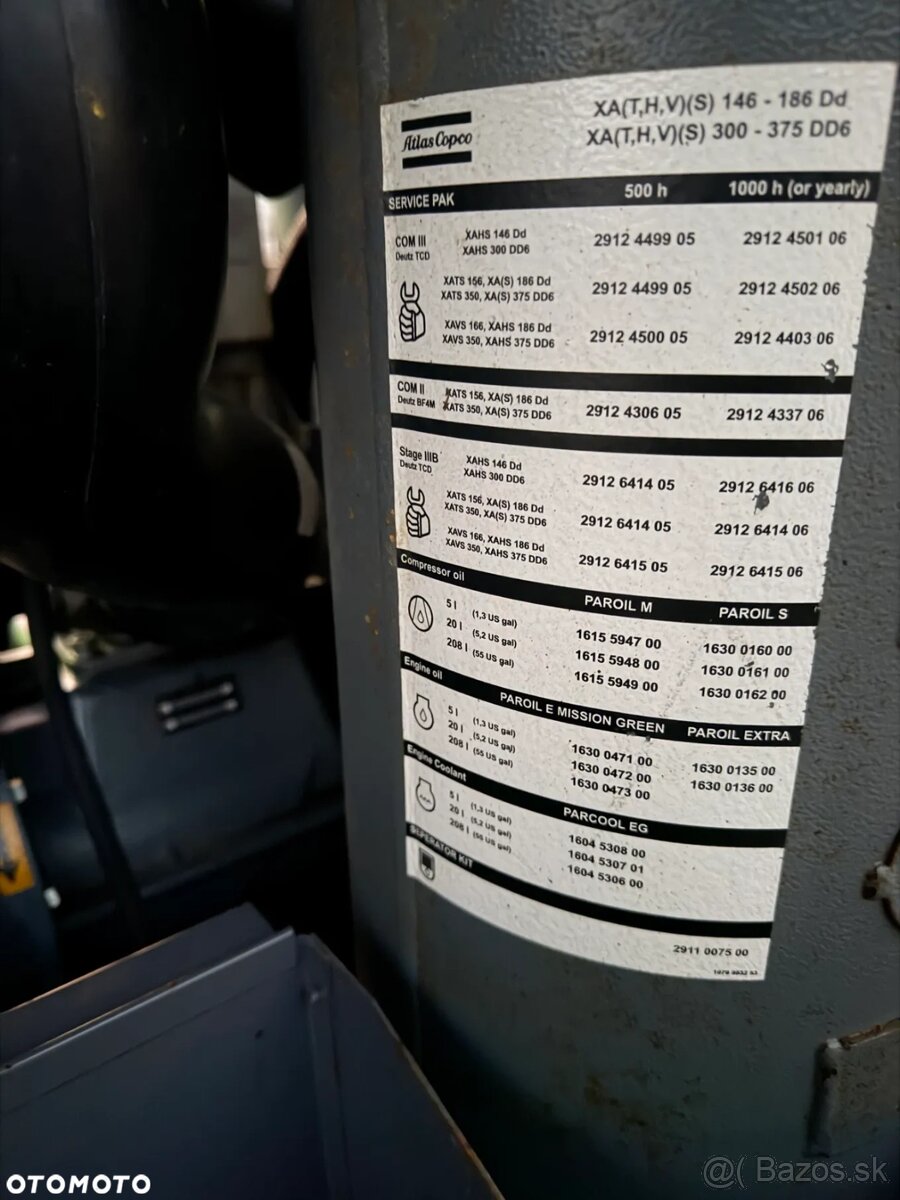 Atlas Copco
XA(T,H,V)(S) 146 - 186 Dd
XA(T,H,V)(S) 300 - 375 DD6
SERVICE PAK 500 h 1000 h (or yearly)
COM III XAHS 146 Dd 2912 4499 05 2912 4501 06
Deutz TCD XAHS 300 DD6
XATS 156, XA(S) 186 Dd 2912 4499 05 2912 4502 06
XATS 350, XA(S) 375 DD6
XAVS 166, XAHS 186 Dd 2912 4500 05 2912 4403 06
XAVS 350, XAHS 375 DD6
COM II XATS 156, XA(S) 186 Dd 2912 4306 05 2912 4337 06
Deutz BF4M XATS 350, XA(S) 375 DD6
Stage IIIB XAHS 146 Dd 2912 6414 05 2912 6416 06
Deutz TCD XAHS 300 DD6
XATS 156, XA(S) 186 Dd 2912 6414 05 2912 6414 06
XATS 350, XA(S) 375 DD6
XAVS 166, XAHS 186 Dd 2912 6415 05 2912 6415 06
XAVS 350, XAHS 375 DD6
Compressor oil PAROIL M PAROIL S
5 l (1,3 US gal) 1615 5947 00 1630 0160 00
20 l (5,2 US gal) 1615 5948 00 1630 0161 00
208 l (55 US gal) 1615 5949 00 1630 0162 00
Engine oil PAROIL E MISSION GREEN PAROIL EXTRA
5 l (1,3 US gal) 1630 0471 00 1630 0135 00
20 l (5,2 US gal) 1630 0472 00 1630 0136 00
208 l (55 US gal) 1630 0473 00
Engine Coolant PARCOOL EG
5 l (1,3 US gal) 1604 5308 00
20 l (5,2 US gal) 1604 5307 01
208 l (55 US gal) 1604 5306 00
SEPERATOR KIT
2911 0075 00
OTOMOTO
@( Bazos.sk